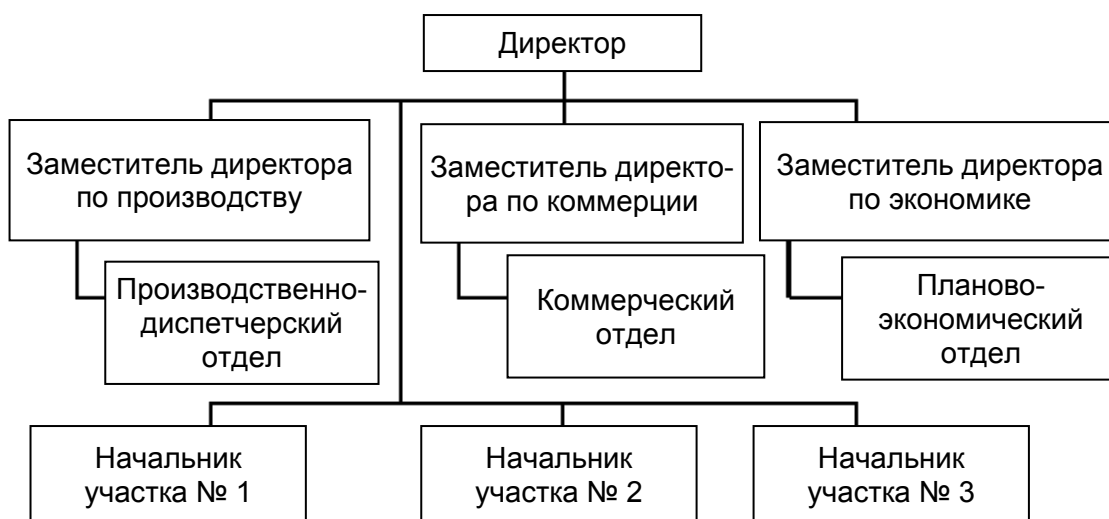 Директор
Заместитель директора
по производству
Заместитель директо-
ра по коммерции
Заместитель директора
по экономике
Производственно-
диспетчерский
отдел
Коммерческий
отдел
Планово-
экономический
отдел
Начальник
участка № 1
Начальник
участка № 2
Начальник
участка № 3